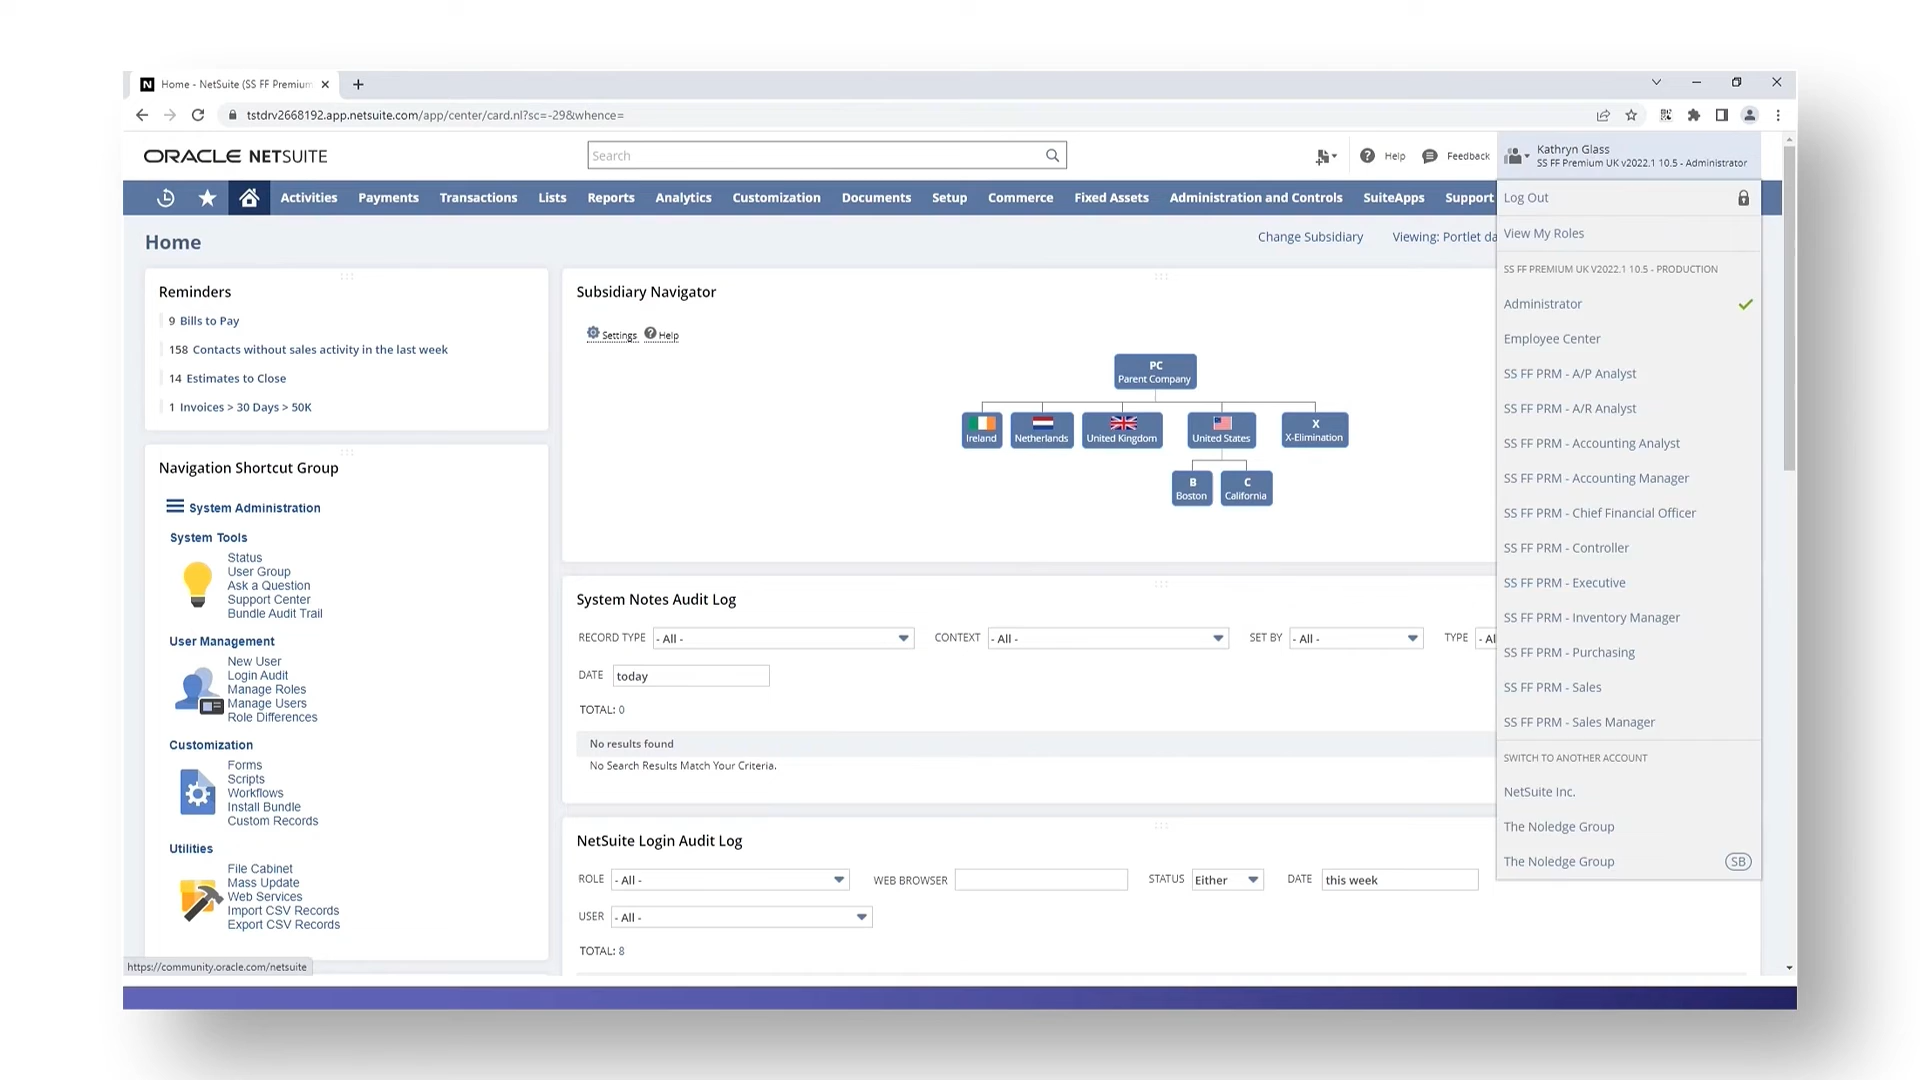 Home - NetSuite (SS FF Premium
tstdrv2668192.app.netsuite.com/app/center/card.nl?sc=-29&whence=
ORACLE NETSUITE
Search
Help
Feedback
Kathryn Glass
SS FF Premium UK v2022.1 10.5 - Administrator
Activities Payments Transactions Lists Reports Analytics Customization Documents Setup Commerce Fixed Assets Administration and Controls SuiteApps Support
Home
Change Subsidiary
Viewing: Portlet da
Log Out
View My Roles
SS FF PREMIUM UK V2022.1 10.5 - PRODUCTION
Administrator
Employee Center
SS FF PRM - A/P Analyst
SS FF PRM - A/R Analyst
SS FF PRM - Accounting Analyst
SS FF PRM - Accounting Manager
SS FF PRM - Chief Financial Officer
SS FF PRM - Controller
SS FF PRM - Executive
SS FF PRM - Inventory Manager
SS FF PRM - Purchasing
SS FF PRM - Sales
SS FF PRM - Sales Manager
SWITCH TO ANOTHER ACCOUNT
NetSuite Inc.
The Noledge Group
The Noledge Group SB
Reminders
9 Bills to Pay
158 Contacts without sales activity in the last week
14 Estimates to Close
1 Invoices > 30 Days > 50K
Navigation Shortcut Group
System Administration
System Tools
Status
User Group
Ask a Question
Support Center
Bundle Audit Trail
User Management
New User
Login Audit
Manage Roles
Manage Users
Role Differences
Customization
Forms
Scripts
Workflows
Install Bundle
Custom Records
Utilities
File Cabinet
Mass Update
Web Services
Import CSV Records
Export CSV Records
https://community.oracle.com/netsuite
Subsidiary Navigator
Settings Help
PC
Parent Company
Ireland
Netherlands
United Kingdom
United States
X
X-Elimination
B
Boston
C
California
System Notes Audit Log
RECORD TYPE - All - CONTEXT - All - SET BY - All - TYPE - Al
DATE today
TOTAL: 0
No results found
No Search Results Match Your Criteria.
NetSuite Login Audit Log
ROLE - All - WEB BROWSER STATUS Either DATE this week
USER - All -
TOTAL: 8